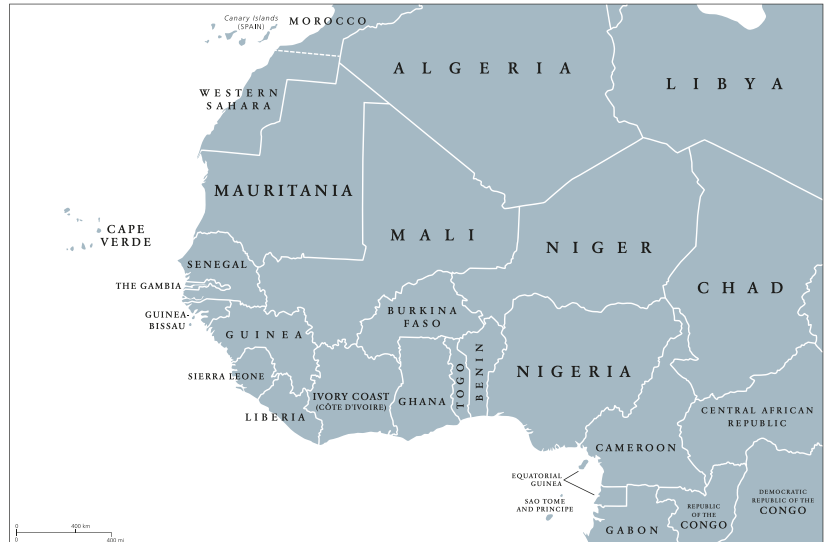 Canary Islands
(SPAIN)
MOROCCO
ALGERIA
LIBYA
WESTERN
SAHARA
MAURITANIA
CAPE
VERDE
MALI
NIGER
CHAD
SENEGAL
THE GAMBIA
GUINEA-
BISSAU
GUINEA
BURKINA
FASO
SIERRA LEONE
LIBERIA
IVORY COAST
(CÔTE D'IVOIRE)
GHANA
TOGO
BENIN
NIGERIA
CENTRAL AFRICAN
REPUBLIC
CAMEROON
EQUATORIAL
GUINEA
SAO TOME
AND PRINCIPE
GABON
REPUBLIC
OF THE
CONGO
DEMOCRATIC
REPUBLIC OF THE
CONGO
0 400 km
0 400 mi